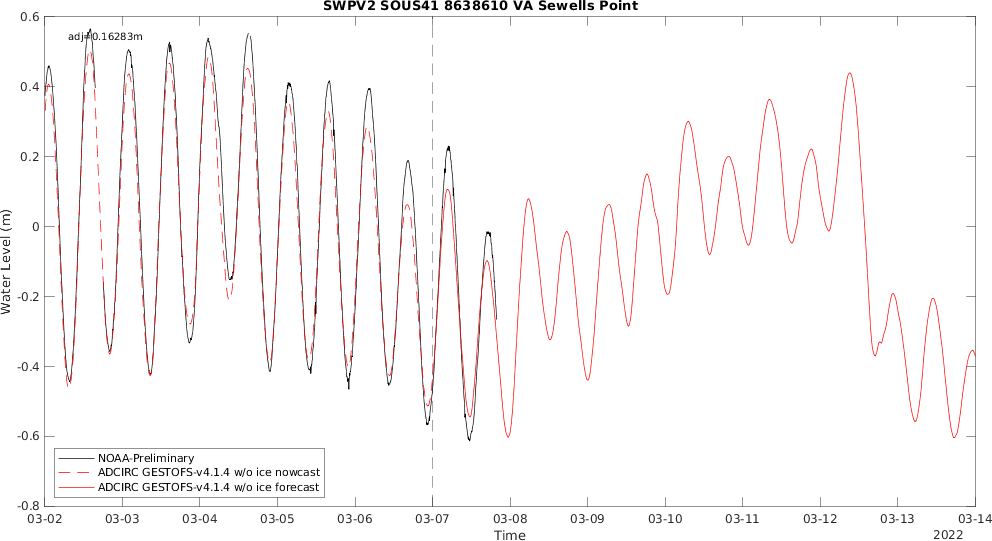 SWPV2 SOUS41 8638610 VA Sewells Point
adj=0.16283m
0.6
0.4
0.2
0
-0.2
-0.4
-0.6
-0.8
Water Level (m)
NOAA-Preliminary
ADCIRC GESTOFS-v4.1.4 w/o ice nowcast
ADCIRC GESTOFS-v4.1.4 w/o ice forecast
03-02 03-03 03-04 03-05 03-06 03-07 03-08 03-09 03-10 03-11 03-12 03-13 03-14
Time
2022